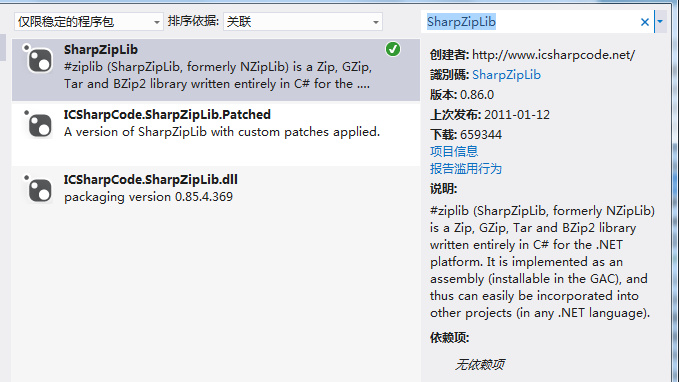 仅限稳定的程序包
排序依据: 关联
SharpZipLib
SharpZipLib
#ziplib (SharpZipLib, formerly NZipLib) is a Zip, GZip,
Tar and BZip2 library written entirely in C# for the ....
ICSharpCode.SharpZipLib.Patched
A version of SharpZipLib with custom patches applied.
ICSharpCode.SharpZipLib.dll
packaging version 0.85.4.369
创建者: http://www.icsharpcode.net/
識別碼: SharpZipLib
版本: 0.86.0
上次发布: 2011-01-12
下载: 659344
项目信息
报告滥用行为
说明:
#ziplib (SharpZipLib, formerly NZipLib)
is a Zip, GZip, Tar and BZip2 library
written entirely in C# for the .NET
platform. It is implemented as an
assembly (installable in the GAC), and
thus can easily be incorporated into
other projects (in any .NET language).
依赖项:
无依赖项